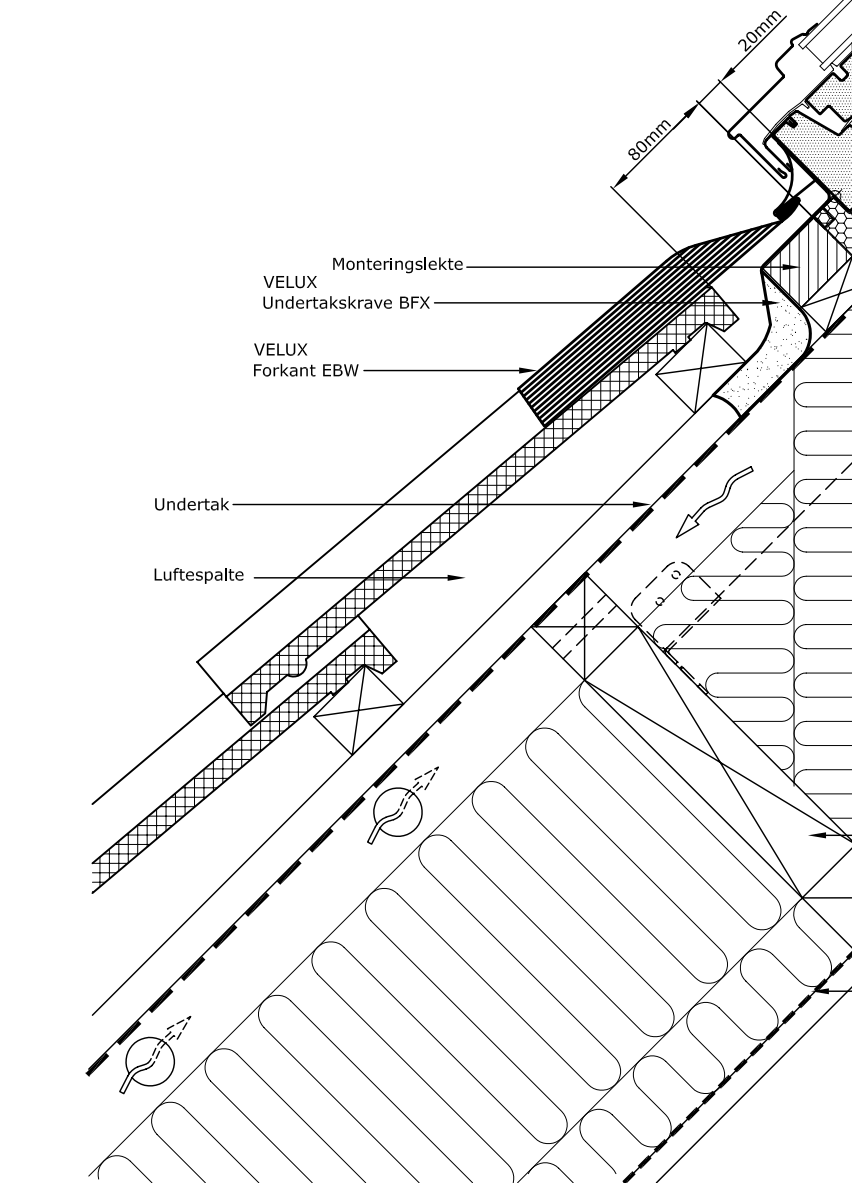 20mm
80mm
Monteringslekte
VELUX
Undertakskrave BFX
VELUX
Forkant EBW
Undertak
Luftespalte